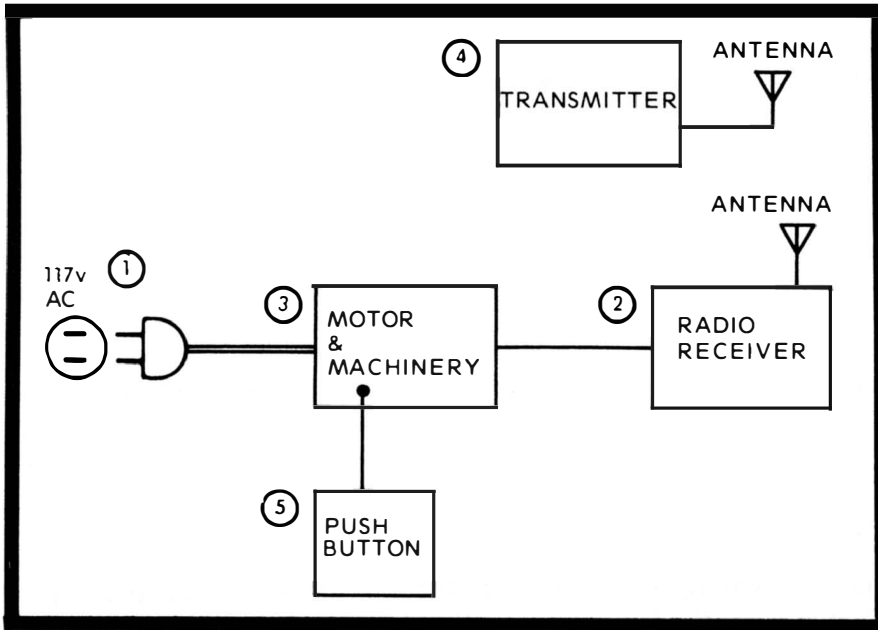 4
ANTENNA
TRANSMITTER
ANTENNA
117v
AC
1
3
MOTOR
&
MACHINERY
2
RADIO
RECEIVER
5
PUSH
BUTTON